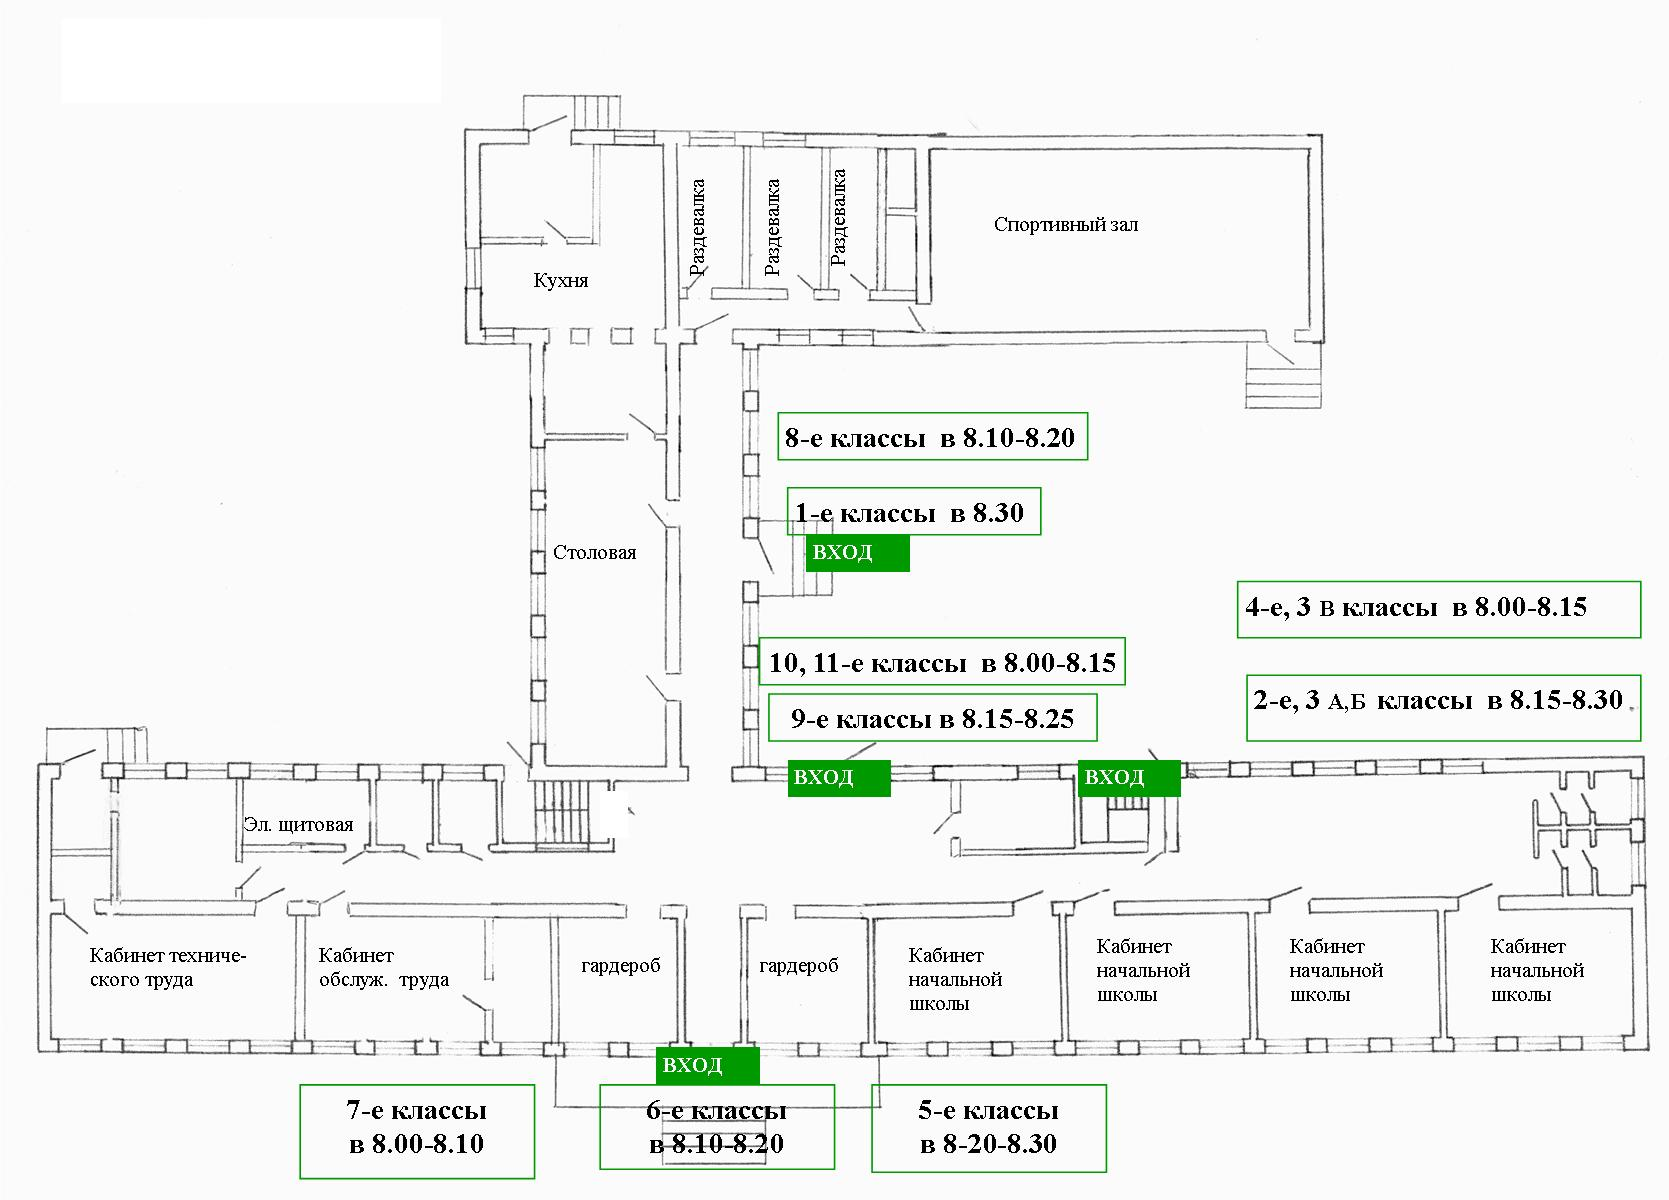 Раздевалка
Раздевалка
Раздевалка
Спортивный зал
Кухня
8-е классы в 8.10-8.20
1-е классы в 8.30
ВХОД
Столовая
4-е, 3 В классы в 8.00-8.15
10, 11-е классы в 8.00-8.15
2-е, 3 А,Б классы в 8.15-8.30
9-е классы в 8.15-8.25
ВХОД
ВХОД
Эл. щитовая
Кабинет техниче-
ского труда
Кабинет
обслуж. труда
гардероб
гардероб
Кабинет
начальной
школы
Кабинет
начальной
школы
Кабинет
начальной
школы
Кабинет
начальной
школы
ВХОД
7-е классы
в 8.00-8.10
6-е классы
в 8.10-8.20
5-е классы
в 8-20-8.30